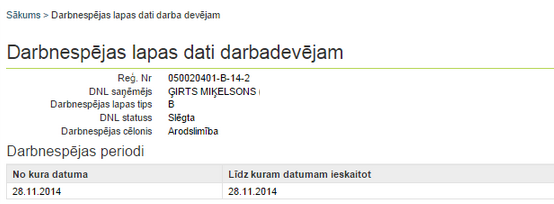 Sākums > Darbnespējas lapas dati darba devējam
Darbnespējas lapas dati darbadevējam
Reģ. Nr 050020401-B-14-2
DNL saņēmējs ĢIRTS MIĶELSONS
Darbnespējas lapas tips B
DNL statuss Slēgta
Darbnespējas cēlonis Arodslimība
Darbnespējas periodi
No kura datuma Līdz kuram datumam ieskaitot
28.11.2014 28.11.2014